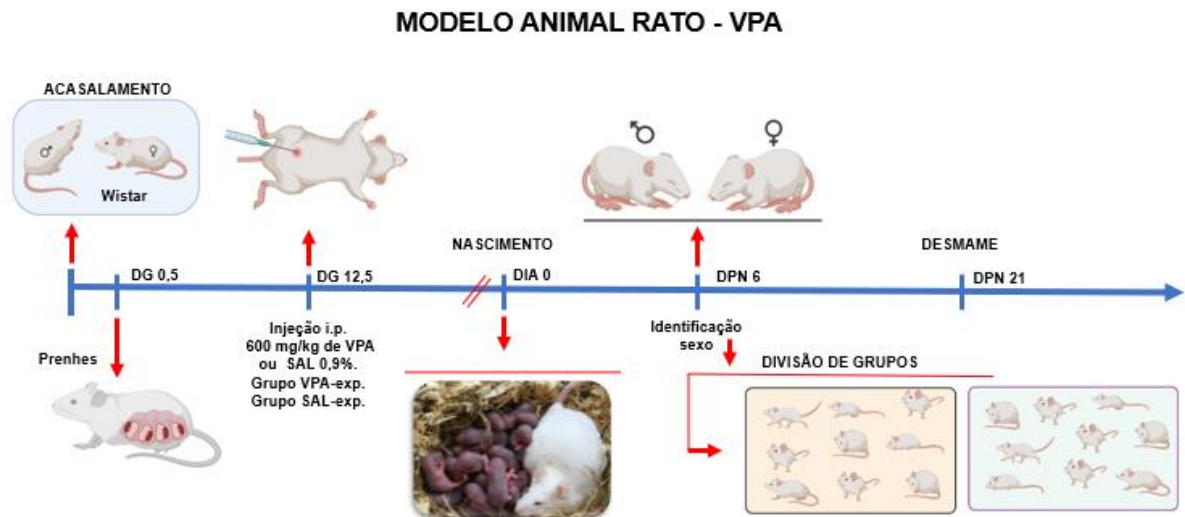 MODELO ANIMAL RATO - VPA
ACASALAMENTO
♂ ♀
Wistar
♂ ♀
NASCIMENTO
DESMAME
DG 0,5
DG 12,5
DIA 0
DPN 6
DPN 21
Prenhes
Injeção i.p.
600 mg/kg de VPA
ou SAL 0,9%.
Grupo VPA-exp.
Grupo SAL-exp.
Identificação
sexo
DIVISÃO DE GRUPOS